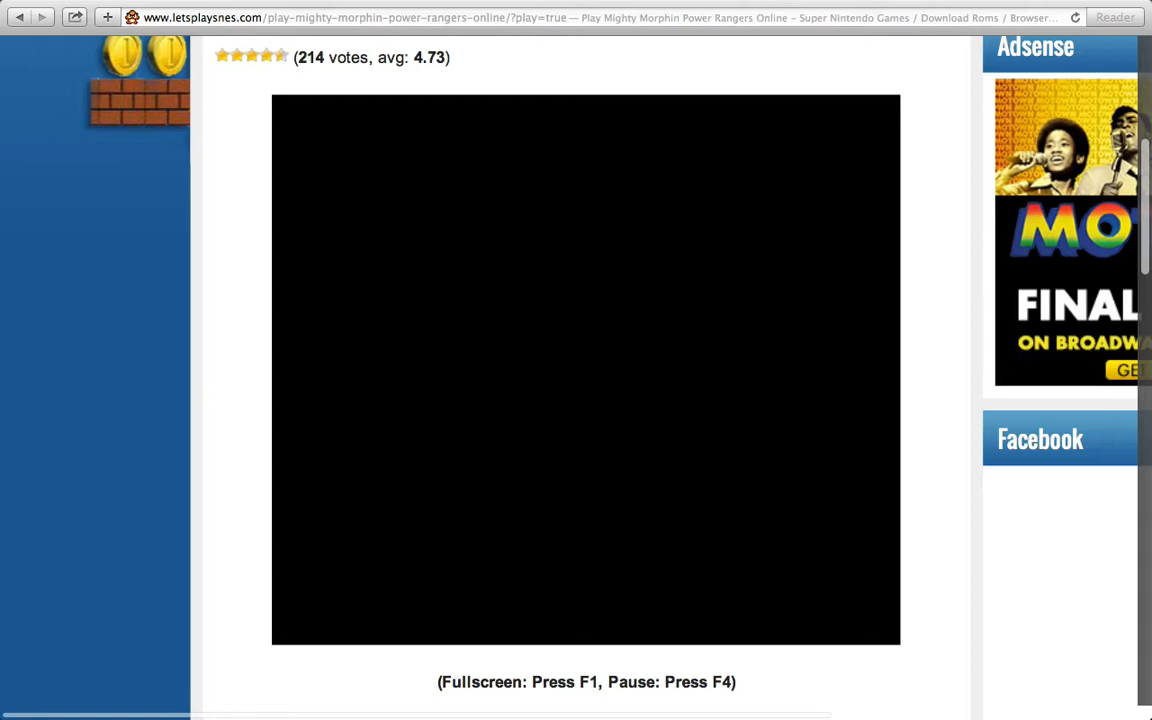 www.letsplaysnes.com/play-mighty-morphin-power-rangers-online/?play=true — Play Mighty Morphin Power Rangers Online – Super Nintendo Games / Download Roms / Browser...
Reader
Adsense
(214 votes, avg: 4.73)
MO
FINAL
ON BROADWA
GE
Facebook
(Fullscreen: Press F1, Pause: Press F4)